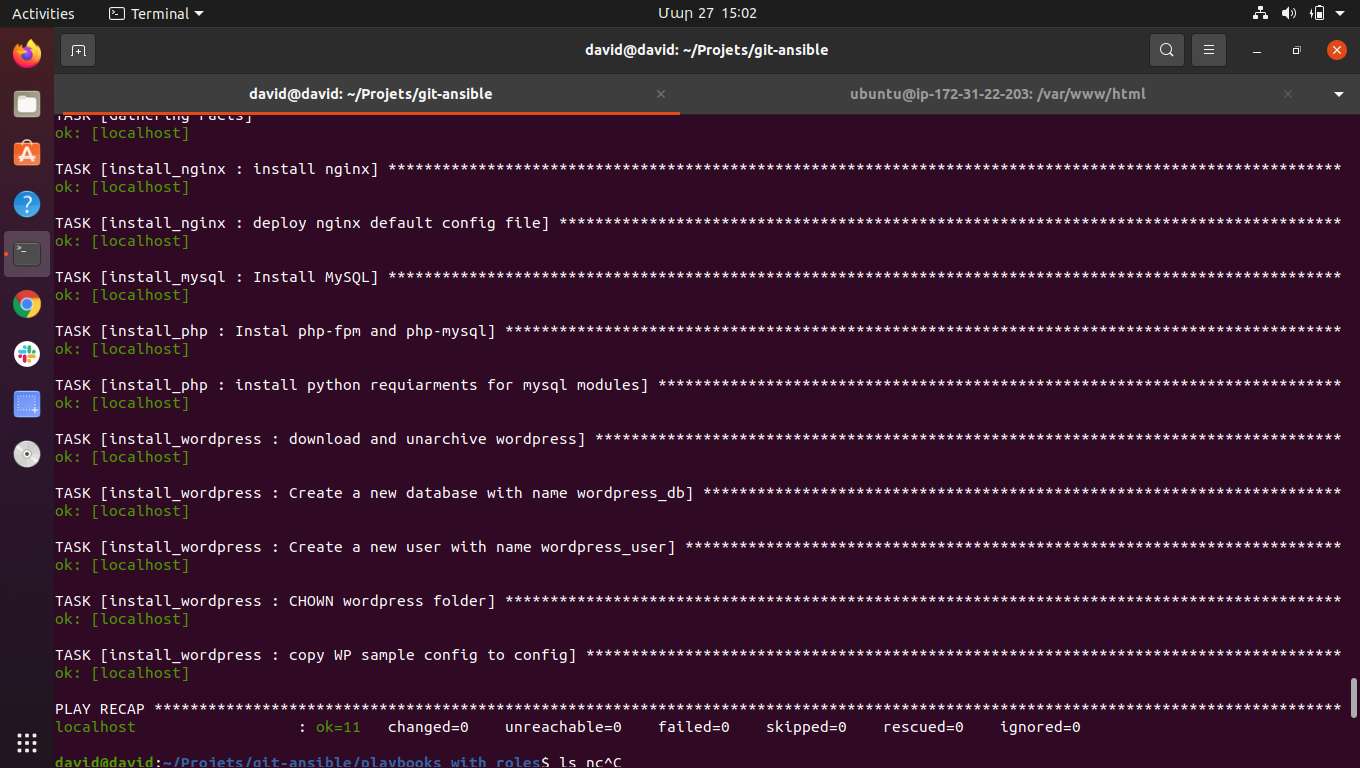 Activities Terminal Մար 27 15:02
david@david: ~/Projets/git-ansible
david@david: ~/Projets/git-ansible ubuntu@ip-172-31-22-203: /var/www/html
TASK [Gathering Facts]
ok: [localhost]
TASK [install_nginx : install nginx] **********************************************************************************************************
ok: [localhost]
TASK [install_nginx : deploy nginx default config file] ***************************************************************************************
ok: [localhost]
TASK [install_mysql : Install MySQL] **********************************************************************************************************
ok: [localhost]
TASK [install_php : Instal php-fpm and php-mysql] *********************************************************************************************
ok: [localhost]
TASK [install_php : install python requiarments for mysql modules] ****************************************************************************
ok: [localhost]
TASK [install_wordpress : download and unarchive wordpress] ***********************************************************************************
ok: [localhost]
TASK [install_wordpress : Create a new database with name wordpress_db] ***********************************************************************
ok: [localhost]
TASK [install_wordpress : Create a new user with name wordpress_user] *************************************************************************
ok: [localhost]
TASK [install_wordpress : CHOWN wordpress folder] *********************************************************************************************
ok: [localhost]
TASK [install_wordpress : copy WP sample config to config] ************************************************************************************
ok: [localhost]
PLAY RECAP ************************************************************************************************************************************
localhost : ok=11 changed=0 unreachable=0 failed=0 skipped=0 rescued=0 ignored=0
david@david:~/Projets/git-ansible/playbooks_with_roles$ ls nc^C